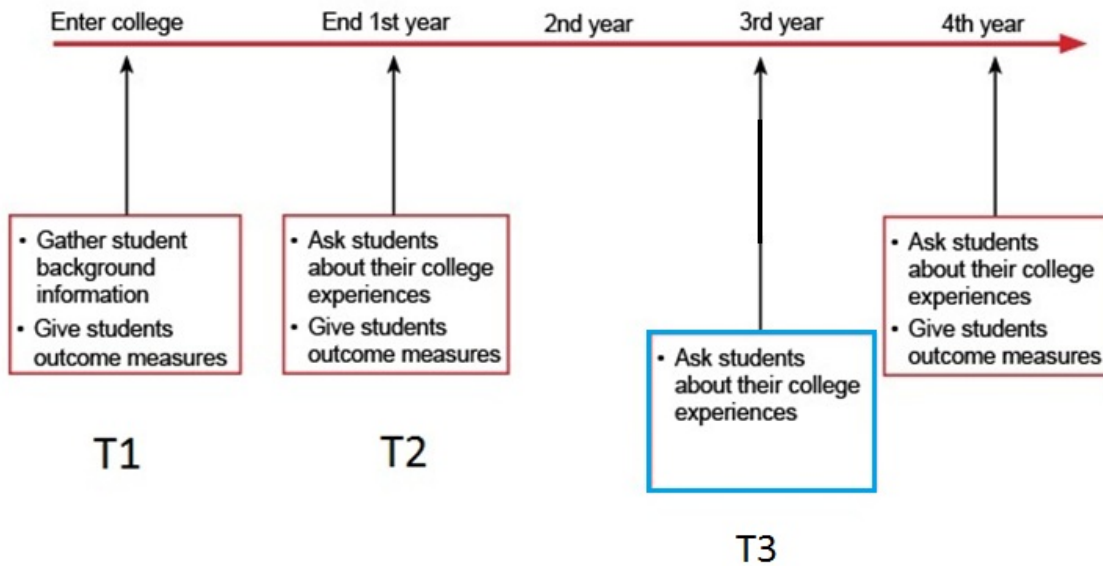 Enter college
End 1st year
2nd year
3rd year
4th year
• Gather student
background
information
• Give students
outcome measures
• Ask students
about their college
experiences
• Give students
outcome measures
• Ask students
about their college
experiences
• Ask students
about their college
experiences
• Give students
outcome measures
T1
T2
T3